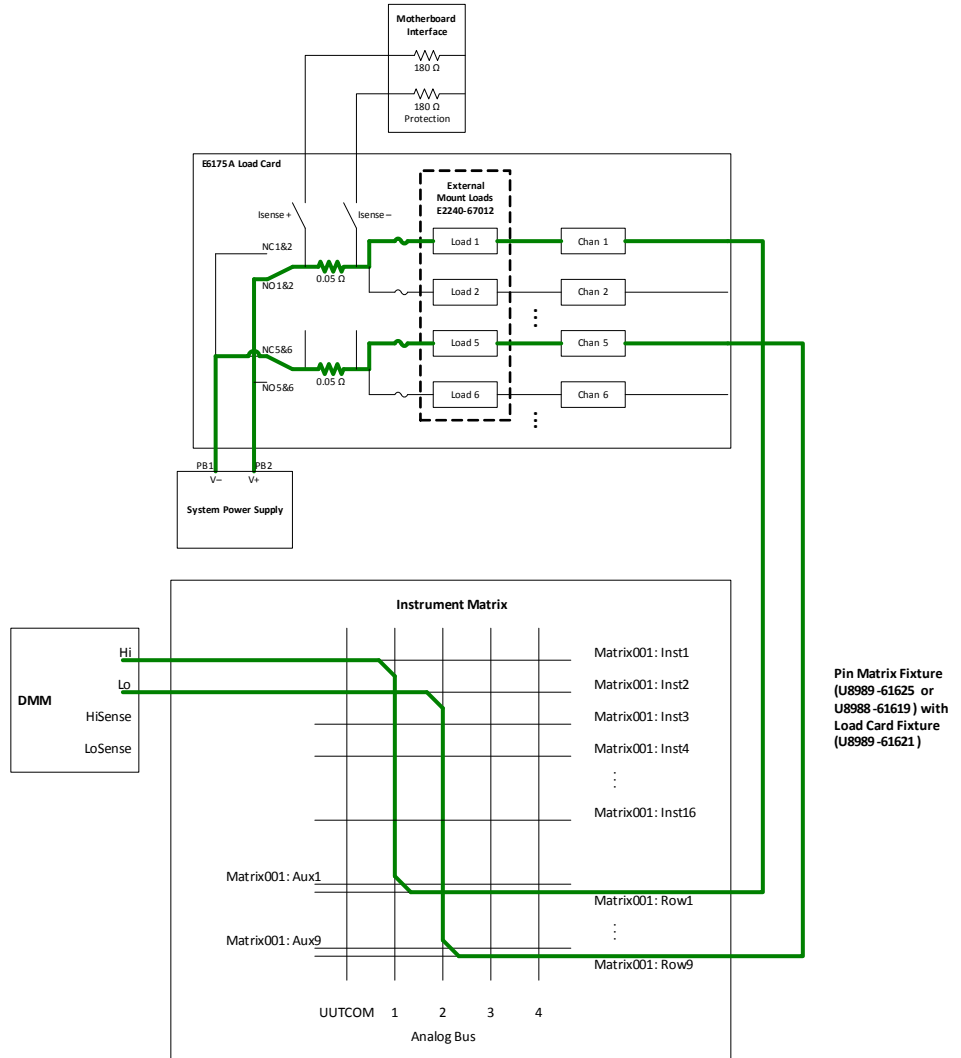 Motherboard
Interface
180 Ω
180 Ω
Protection
E6175A Load Card
External
Mount Loads
E2240-67012
Isense +
Isense –
NC1&2
Load 1
Chan 1
0.05 Ω
NO1&2
Load 2
Chan 2
⋮
NC5&6
Load 5
Chan 5
0.05 Ω
NO5&6
Load 6
Chan 6
⋮
PB1
PB2
V–
V+
System Power Supply
Instrument Matrix
Hi
Matrix001: Inst1
Lo
Matrix001: Inst2
DMM
HiSense
Matrix001: Inst3
LoSense
Matrix001: Inst4
⋮
Matrix001: Inst16
Pin Matrix Fixture
(U8989-61625 or
U8988-61619) with
Load Card Fixture
(U8989-61621)
Matrix001: Aux1
Matrix001: Row1
⋮
Matrix001: Aux9
Matrix001: Row9
UUTCOM 1 2 3 4
Analog Bus